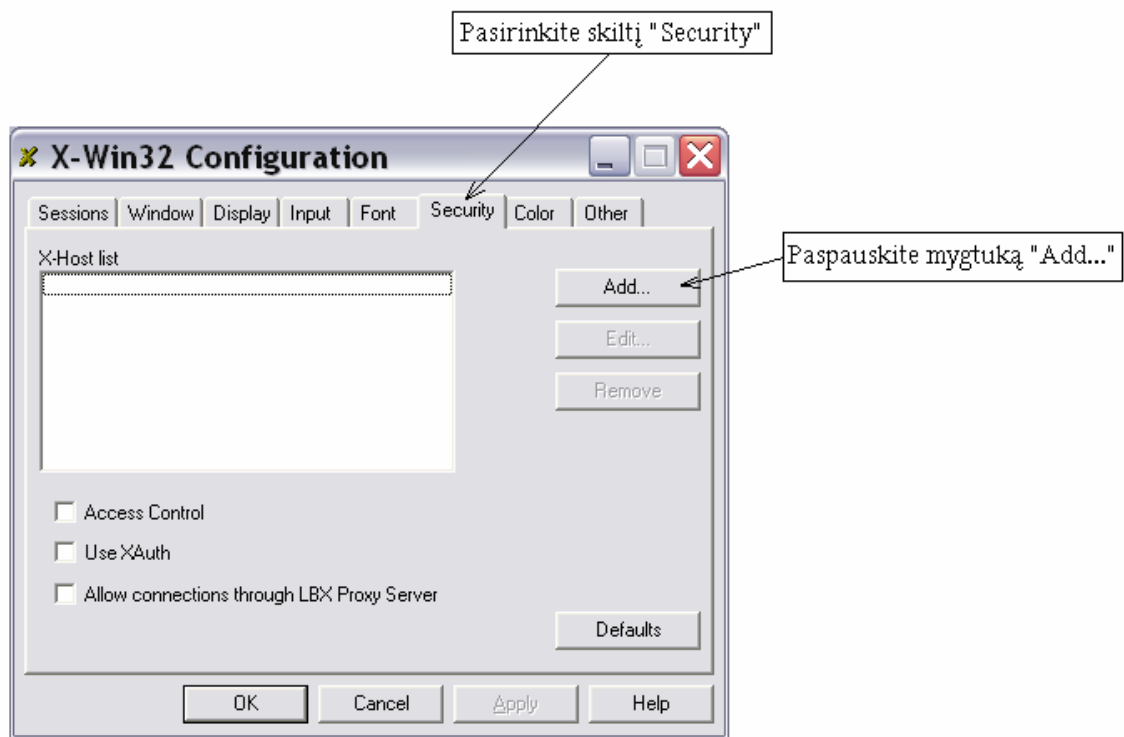 Pasirinkite skiltį "Security"
X-Win32 Configuration
Sessions Window Display Input Font Security Color Other
X-Host list
Add...
Paspauskite mygtuką "Add..."
Edit...
Remove
Access Control
Use XAuth
Allow connections through LBX Proxy Server
Defaults
OK Cancel Apply Help